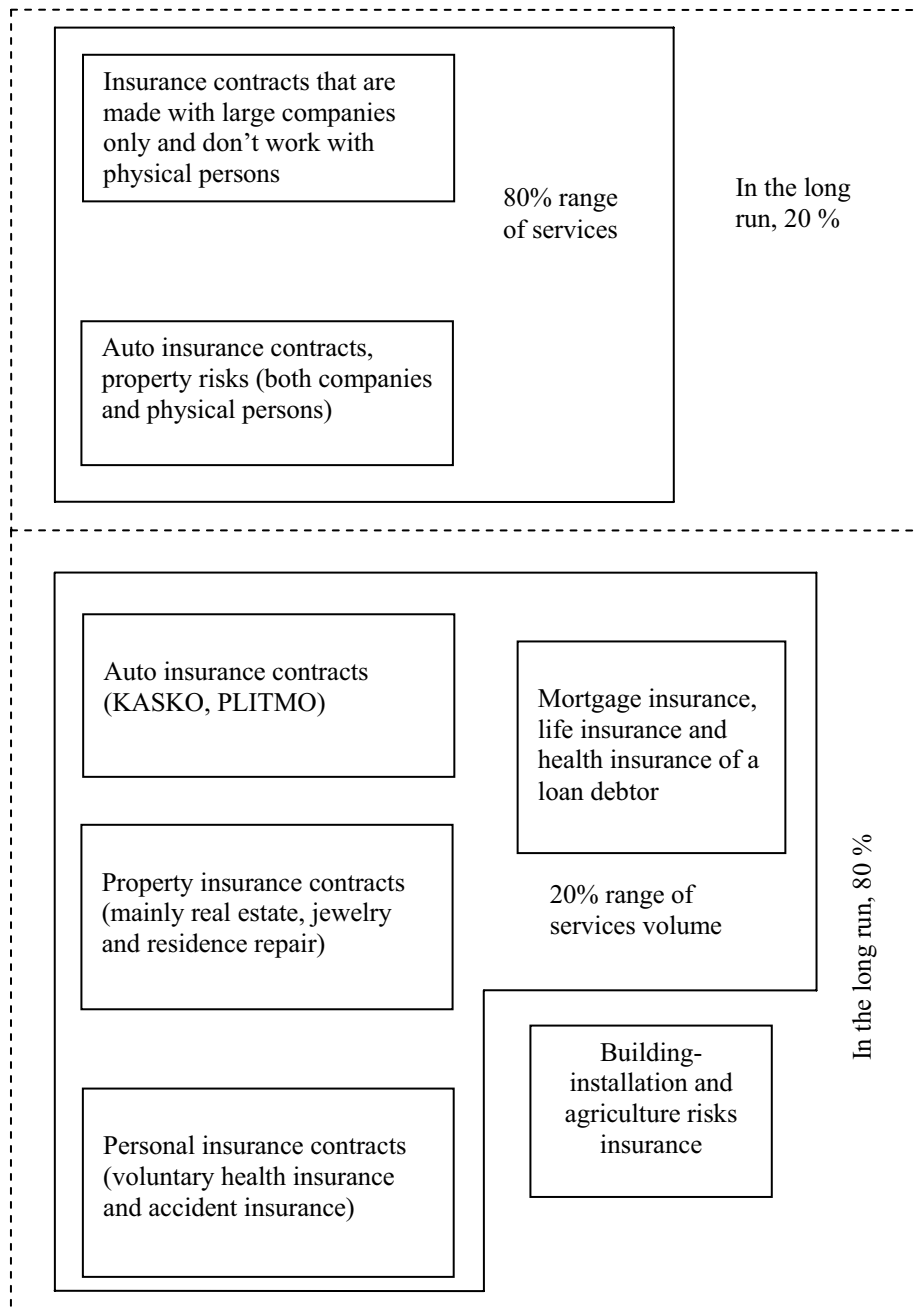 Insurance contracts that are
made with large companies
only and don’t work with
physical persons
80% range
of services
In the long
run, 20 %
Auto insurance contracts,
property risks (both companies
and physical persons)
Auto insurance contracts
(KASKO, PLITMO)
Mortgage insurance,
life insurance and
health insurance of a
loan debtor
Property insurance contracts
(mainly real estate, jewelry
and residence repair)
20% range of
services volume
In the long run, 80 %
Building-
installation and
agriculture risks
insurance
Personal insurance contracts
(voluntary health insurance
and accident insurance)